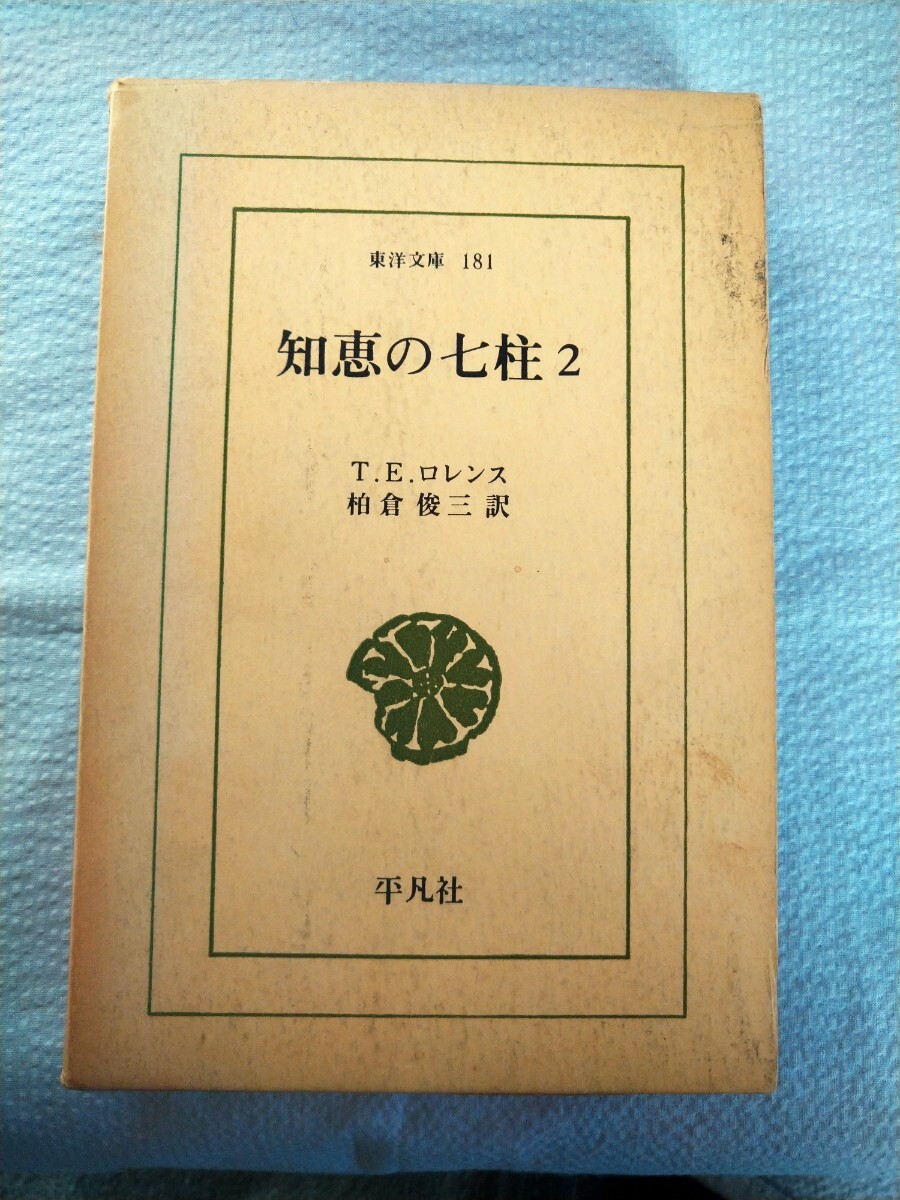 東洋文庫 181
知恵の七柱 2
T.E.ロレンス
柏倉俊三訳
平凡社